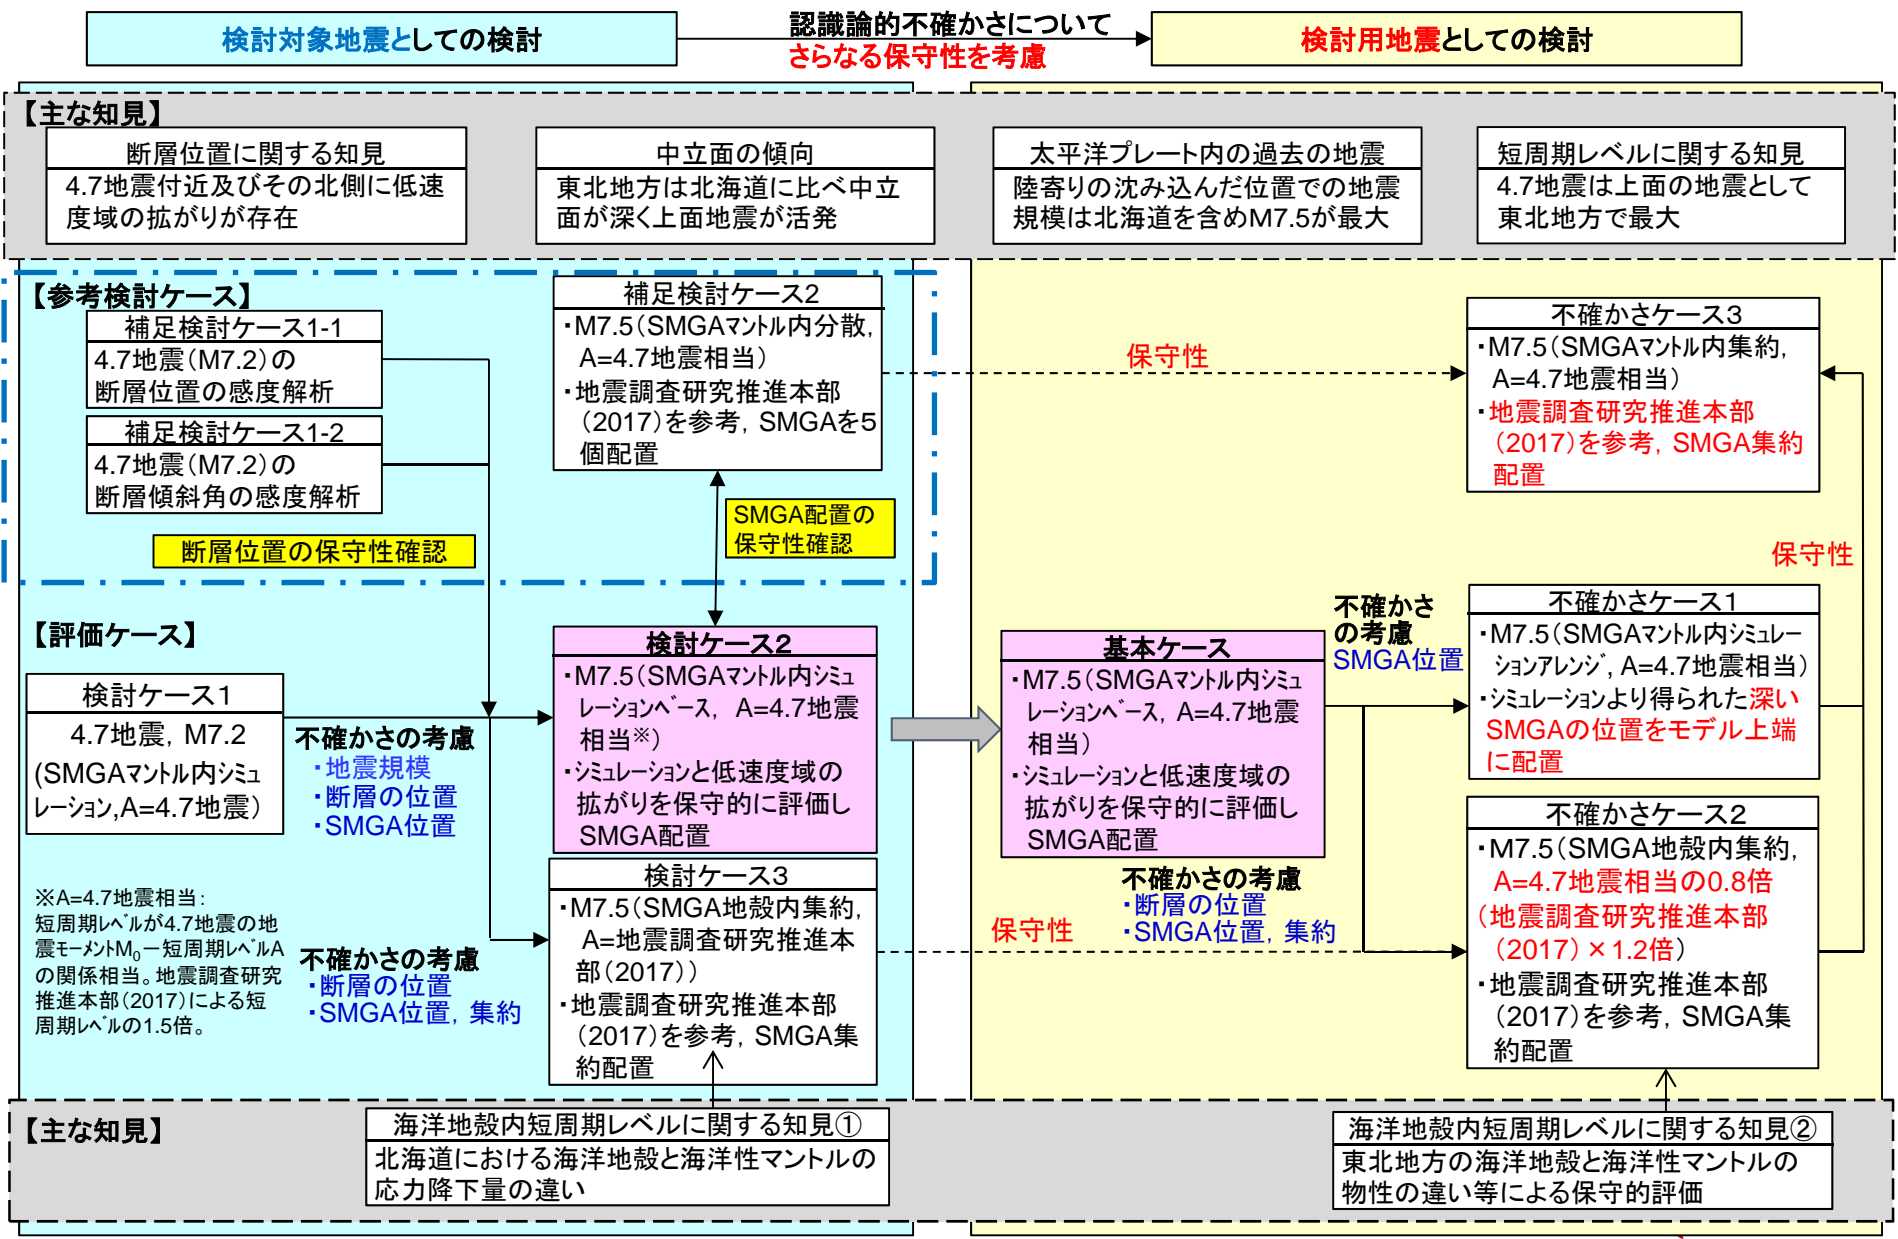 検討対象地震としての検討
認識論的不確かさについて
さらなる保守性を考慮
検討用地震としての検討
【主な知見】
断層位置に関する知見
4.7地震付近及びその北側に低速
度域の拡がりが存在
中立面の傾向
東北地方は北海道に比べ中立
面が深く上面地震が活発
太平洋プレート内の過去の地震
陸寄りの沈み込んだ位置での地震
規模は北海道を含めM7.5が最大
短周期レベルに関する知見
4.7地震は上面の地震として
東北地方で最大
【参考検討ケース】
補足検討ケース1-1
4.7地震(M7.2)の
断層位置の感度解析
補足検討ケース1-2
4.7地震(M7.2)の
断層傾斜角の感度解析
断層位置の保守性確認
補足検討ケース2
・M7.5(SMGAマントル内分散,
A=4.7地震相当)
・地震調査研究推進本部
(2017)を参考, SMGAを5
個配置
SMGA配置の
保守性確認
保守性
不確かさケース3
・M7.5(SMGAマントル内集約,
A=4.7地震相当)
・地震調査研究推進本部
(2017)を参考, SMGA集約
配置
保守性
【評価ケース】
検討ケース1
4.7地震, M7.2
(SMGAマントル内シミュ
レーション,A=4.7地震)
不確かさの考慮
・地震規模
・断層の位置
・SMGA位置
検討ケース2
・M7.5(SMGAマントル内シミュ
レーションベース, A=4.7地震
相当※)
・シミュレーションと低速度域の
拡がりを保守的に評価し
SMGA配置
基本ケース
・M7.5(SMGAマントル内シミュ
レーションベース, A=4.7地震
相当)
・シミュレーションと低速度域の
拡がりを保守的に評価し
SMGA配置
不確かさ
の考慮
SMGA位置
不確かさケース1
・M7.5(SMGAマントル内シミュレー
ションアレンジ, A=4.7地震相当)
・シミュレーションより得られた深い
SMGAの位置をモデル上端
に配置
※A=4.7地震相当:
短周期レベルが4.7地震の地
震モーメントM0ー短周期レベルA
の関係相当。地震調査研究
推進本部(2017)による短
周期レベルの1.5倍。
不確かさの考慮
・断層の位置
・SMGA位置, 集約
検討ケース3
・M7.5(SMGA地殻内集約,
A=地震調査研究推進本
部(2017))
・地震調査研究推進本部
(2017)を参考, SMGA集
約配置
保守性
不確かさの考慮
・断層の位置
・SMGA位置, 集約
不確かさケース2
・M7.5(SMGA地殻内集約,
A=4.7地震相当の0.8倍
(地震調査研究推進本部
(2017)×1.2倍)
・地震調査研究推進本部
(2017)を参考, SMGA集
約配置
【主な知見】
海洋地殻内短周期レベルに関する知見①
北海道における海洋地殻と海洋性マントルの
応力降下量の違い
海洋地殻内短周期レベルに関する知見②
東北地方の海洋地殻と海洋性マントルの
物性の違い等による保守的評価